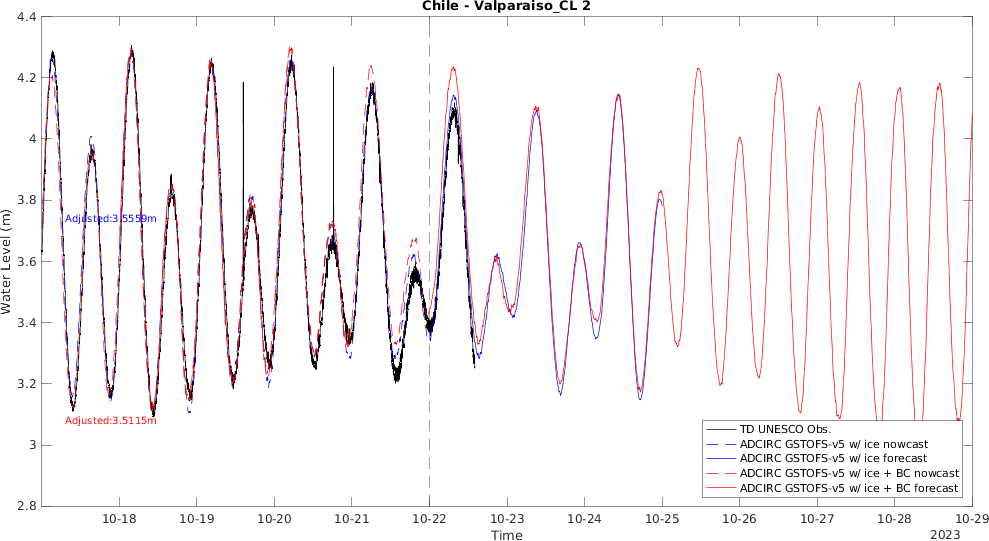 Chile - Valparaiso_CL 2
4.4
4.2
4
3.8
3.6
3.4
3.2
3
2.8
Water Level (m)
Adjusted:3.5559m
Adjusted:3.5115m
TD UNESCO Obs.
ADCIRC GSTOFS-v5 w/ ice nowcast
ADCIRC GSTOFS-v5 w/ ice forecast
ADCIRC GSTOFS-v5 w/ ice + BC nowcast
ADCIRC GSTOFS-v5 w/ ice + BC forecast
10-18 10-19 10-20 10-21 10-22 10-23 10-24 10-25 10-26 10-27 10-28 10-29
Time
2023